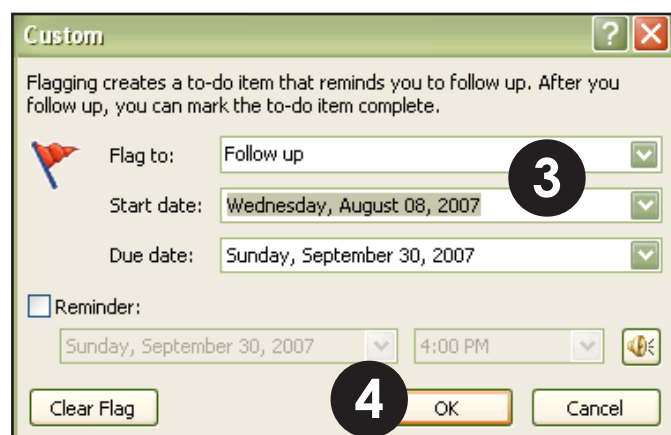 Custom
Flagging creates a to-do item that reminds you to follow up. After you
follow up, you can mark the to-do item complete.
Flag to: Follow up
3
Start date: Wednesday, August 08, 2007
Due date: Sunday, September 30, 2007
Reminder:
Sunday, September 30, 2007 4:00 PM
Clear Flag 4 OK Cancel